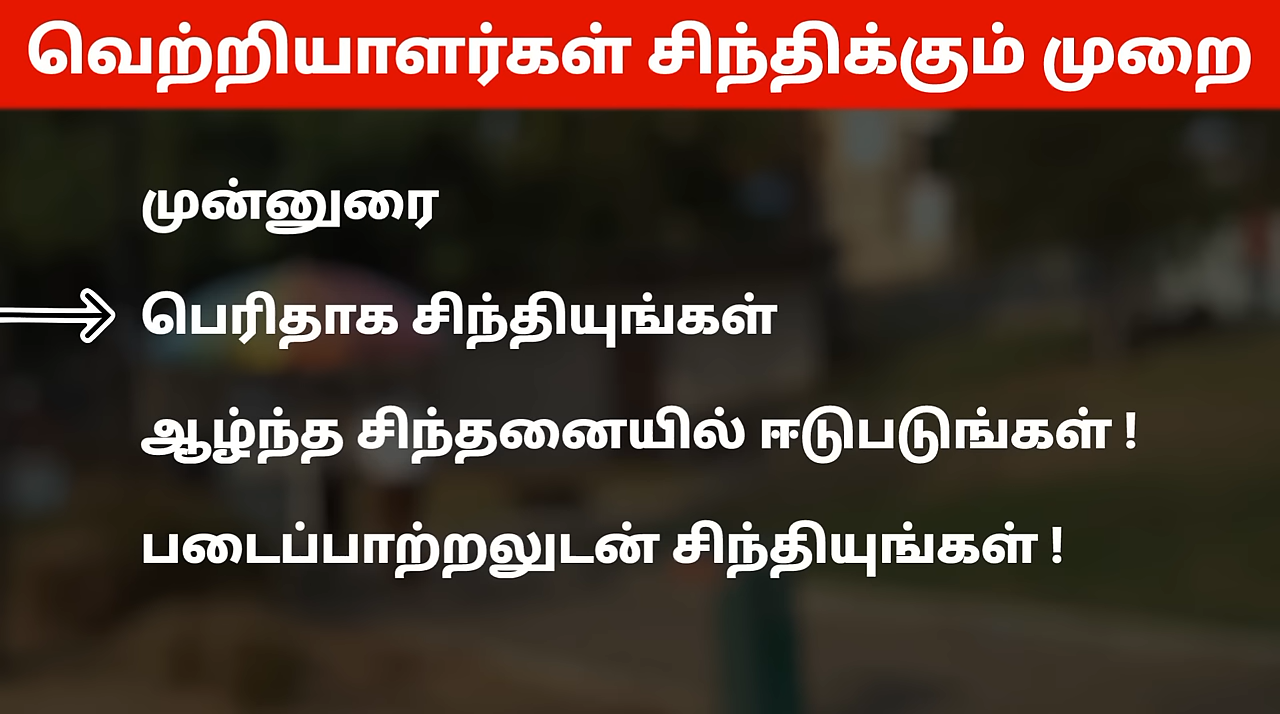 வெற்றியாளர்கள் சிந்திக்கும் முறை
முன்னுரை
பெரிதாக சிந்தியுங்கள்
ஆழ்ந்த சிந்தனையில் ஈடுபடுங்கள் !
படைப்பாற்றலுடன் சிந்தியுங்கள் !